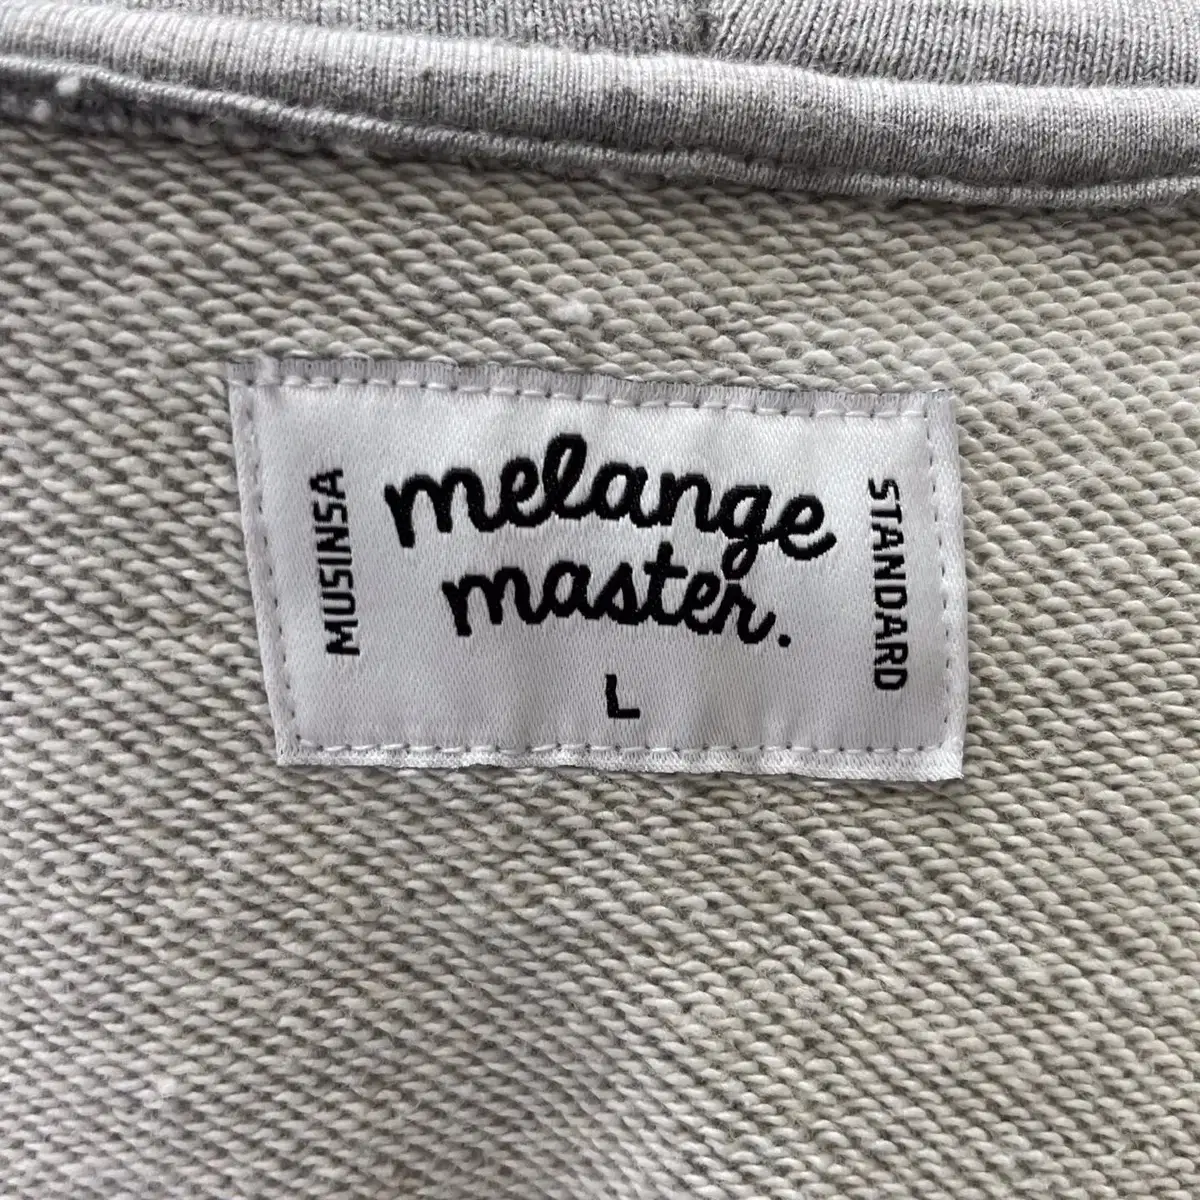 MUSINSA
melange
master.
L
STANDARD